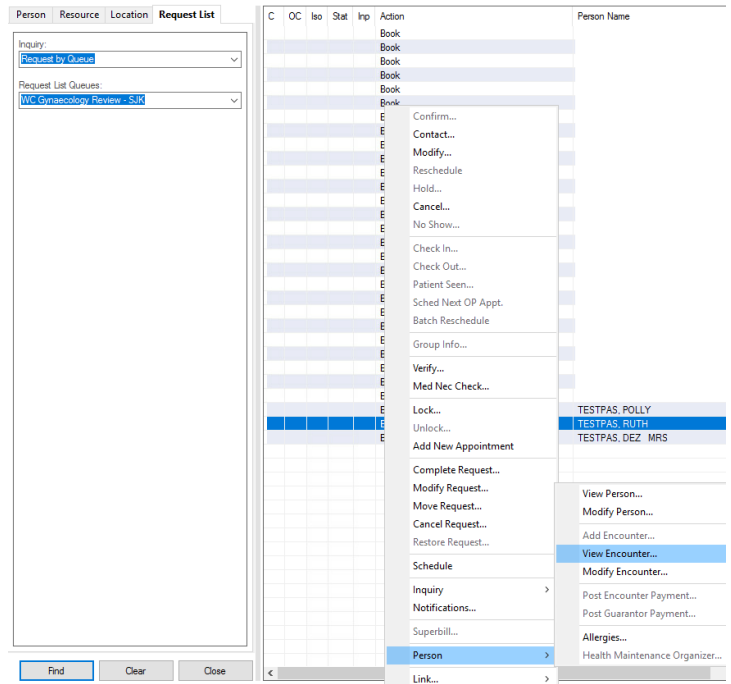 Person Resource Location Request List
Inquiry:
Request by Queue
Request List Queues:
WC Gynaecology Review - SJK
Find Clear Close
C OC Iso Stat Inp Action Person Name
Book
Book
Book
Book
Book
Book
TESTPAS, POLLY
TESTPAS, RUTH
TESTPAS, DEZ MRS
Confirm...
Contact...
Modify...
Reschedule
Hold...
Cancel...
No Show...
Check In...
Check Out...
Patient Seen...
Sched Next OP Appt.
Batch Reschedule
Group Info...
Verify...
Med Nec Check...
Lock...
Unlock...
Add New Appointment
Complete Request...
Modify Request...
Move Request...
Cancel Request...
Restore Request...
Schedule
Inquiry >
Notifications...
Superbill...
Person >
Link...
View Person...
Modify Person...
Add Encounter...
View Encounter...
Modify Encounter...
Post Encounter Payment...
Post Guarantor Payment...
Allergies...
Health Maintenance Organizer...